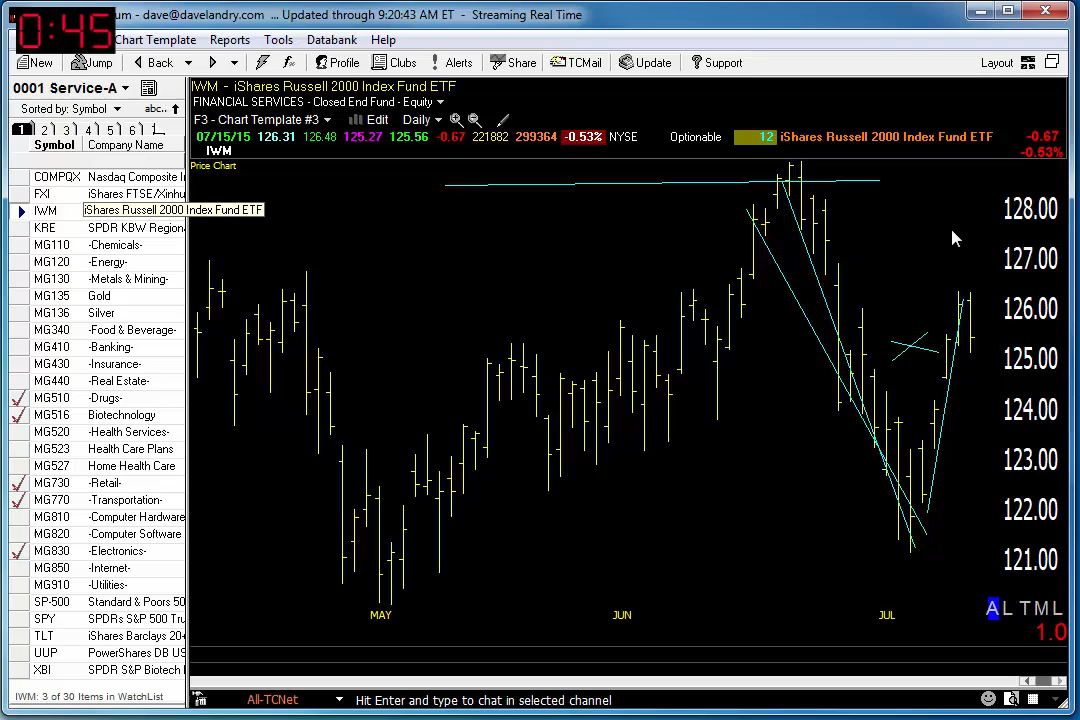 um - dave@davelandry.com ... Updated through 9:20:43 AM ET - Streaming Real Time
0:45
Chart Template Reports Tools Databank Help
New Jump Back Profile Clubs Alerts Share TCMail Update Support Layout
0001 Service-A
Sorted by: Symbol abc..
1 2 3 4 5 6
Symbol Company Name
COMPQX Nasdaq Composite In
FXI iShares FTSE/Xinhu
IWM iShares Russell 2000 Index Fund ETF
KRE SPDR KBW Regiona
MG110 -Chemicals-
MG120 -Energy-
MG130 -Metals & Mining-
MG135 Gold
MG136 Silver
MG340 -Food & Beverage-
MG410 -Banking-
MG430 -Insurance-
MG440 -Real Estate-
MG510 -Drugs-
MG516 Biotechnology
MG520 -Health Services-
MG523 Health Care Plans
MG527 Home Health Care
MG730 -Retail-
MG770 -Transportation-
MG810 -Computer Hardware
MG820 -Computer Software
MG830 -Electronics-
MG850 -Internet-
MG910 -Utilities-
SP-500 Standard & Poors 50
SPY SPDRs S&P 500 Tru
TLT iShares Barclays 20+
UUP PowerShares DB US
XBI SPDR S&P Biotech
IWM: 3 of 30 Items in WatchList
IWM - iShares Russell 2000 Index Fund ETF
FINANCIAL SERVICES - Closed End Fund - Equity
F3 - Chart Template #3 Edit Daily
07/15/15 126.31 126.48 125.27 125.56 -0.67 221882 299364 -0.53% NYSE Optionable 12 iShares Russell 2000 Index Fund ETF -0.67
-0.53%
IWM
Price Chart
128.00
127.00
126.00
125.00
124.00
123.00
122.00
121.00
A L T M L
1.0
MAY JUN JUL
All-TCNet Hit Enter and type to chat in selected channel